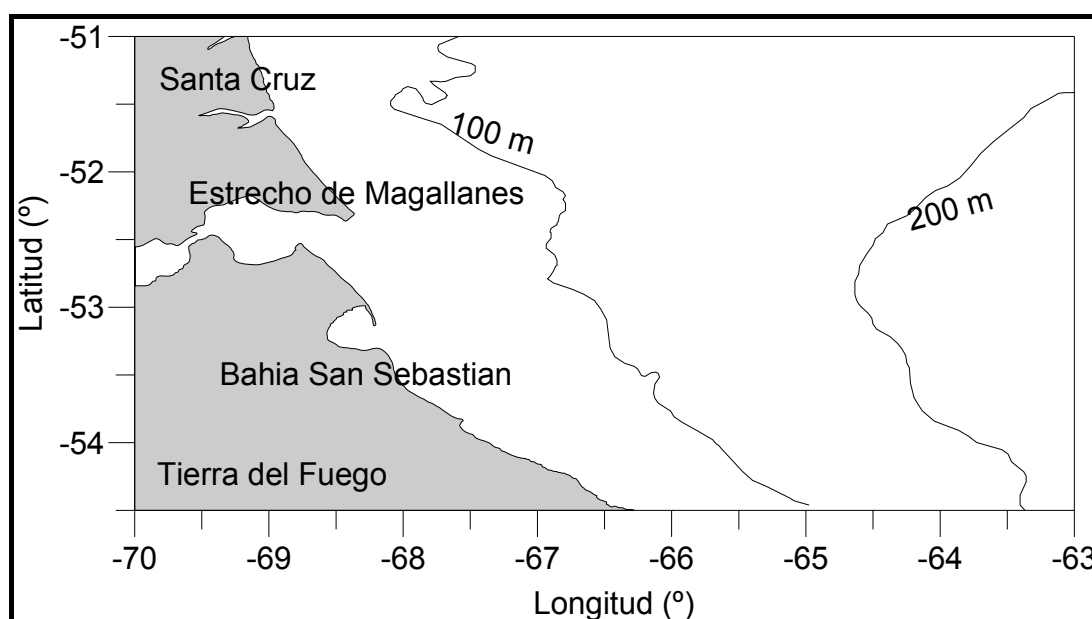 -51
Santa Cruz
100 m
-52
Estrecho de Magallanes
200 m
Latitud (º)
-53
Bahia San Sebastian
-54
Tierra del Fuego
-70
-69
-68
-67
-66
-65
-64
-63
Longitud (º)